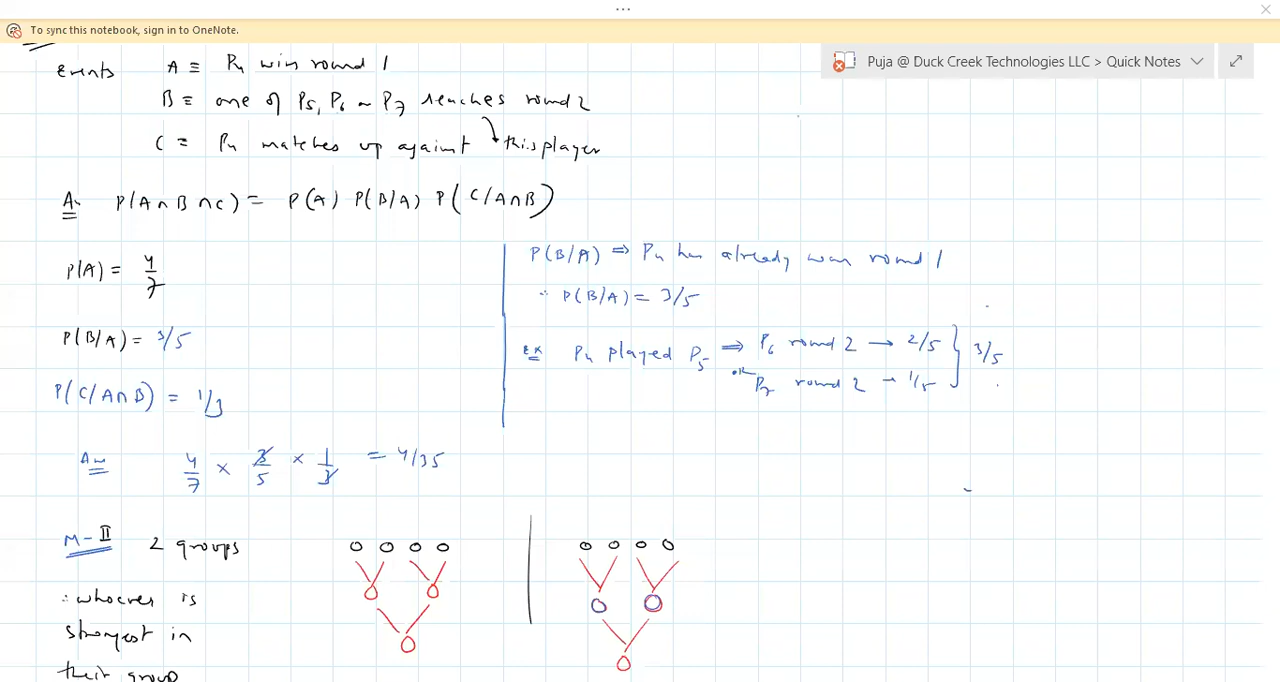 ...
To sync this notebook, sign in to OneNote.
Puja @ Duck Creek Technologies LLC > Quick Notes
Events A ≡ P4 win round 1
B ≡ one of P5, P6 or P7 reaches round 2
C ≡ P4 matches up against this player
A. P(A∩B∩C) = P(A) P(B/A) P(C/A∩B)
P(A) = 4/7
P(B/A) = 3/5
P(C/A∩B) = 1/3
P(B/A) ⇒ P4 has already won round 1
∴ P(B/A) = 3/5
Ex P4 played P5 ⇒ P6 round 2 → 2/5 } 3/5
or P7 round 2 → 1/5
Ans 4/7 × 3/5 × 1/3 = 4/35
M-II 2 groups
∴ whoever is
strongest in
their group